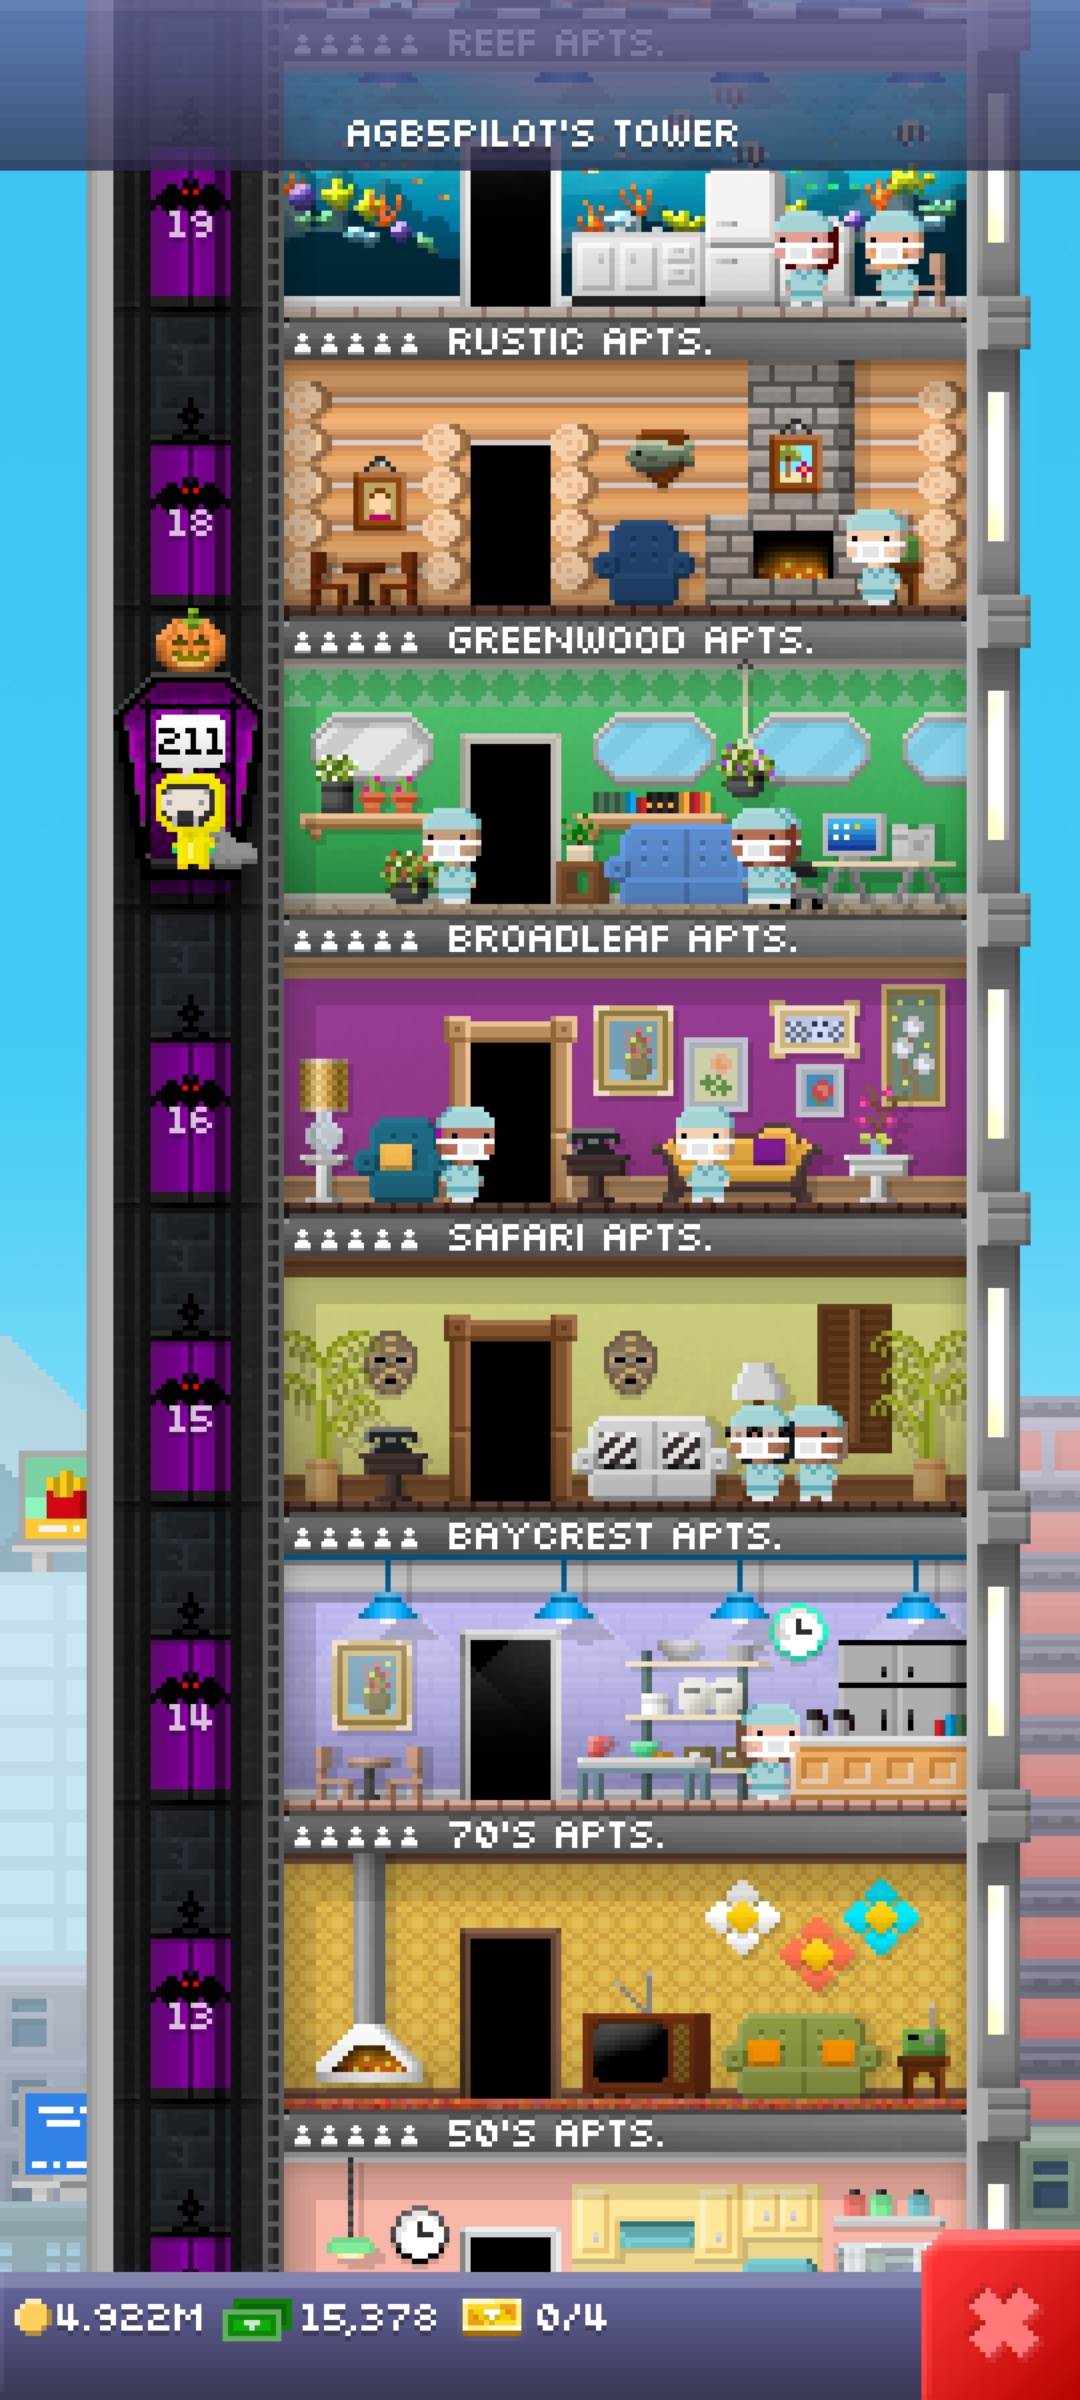 REEF APTS.
AGB5PILOT'S TOWER
19
RUSTIC APTS.
18
GREENWOOD APTS.
211
BROADLEAF APTS.
16
SAFARI APTS.
15
BAYCREST APTS.
14
70'S APTS.
13
50'S APTS.
4.922M 15,378 0/4